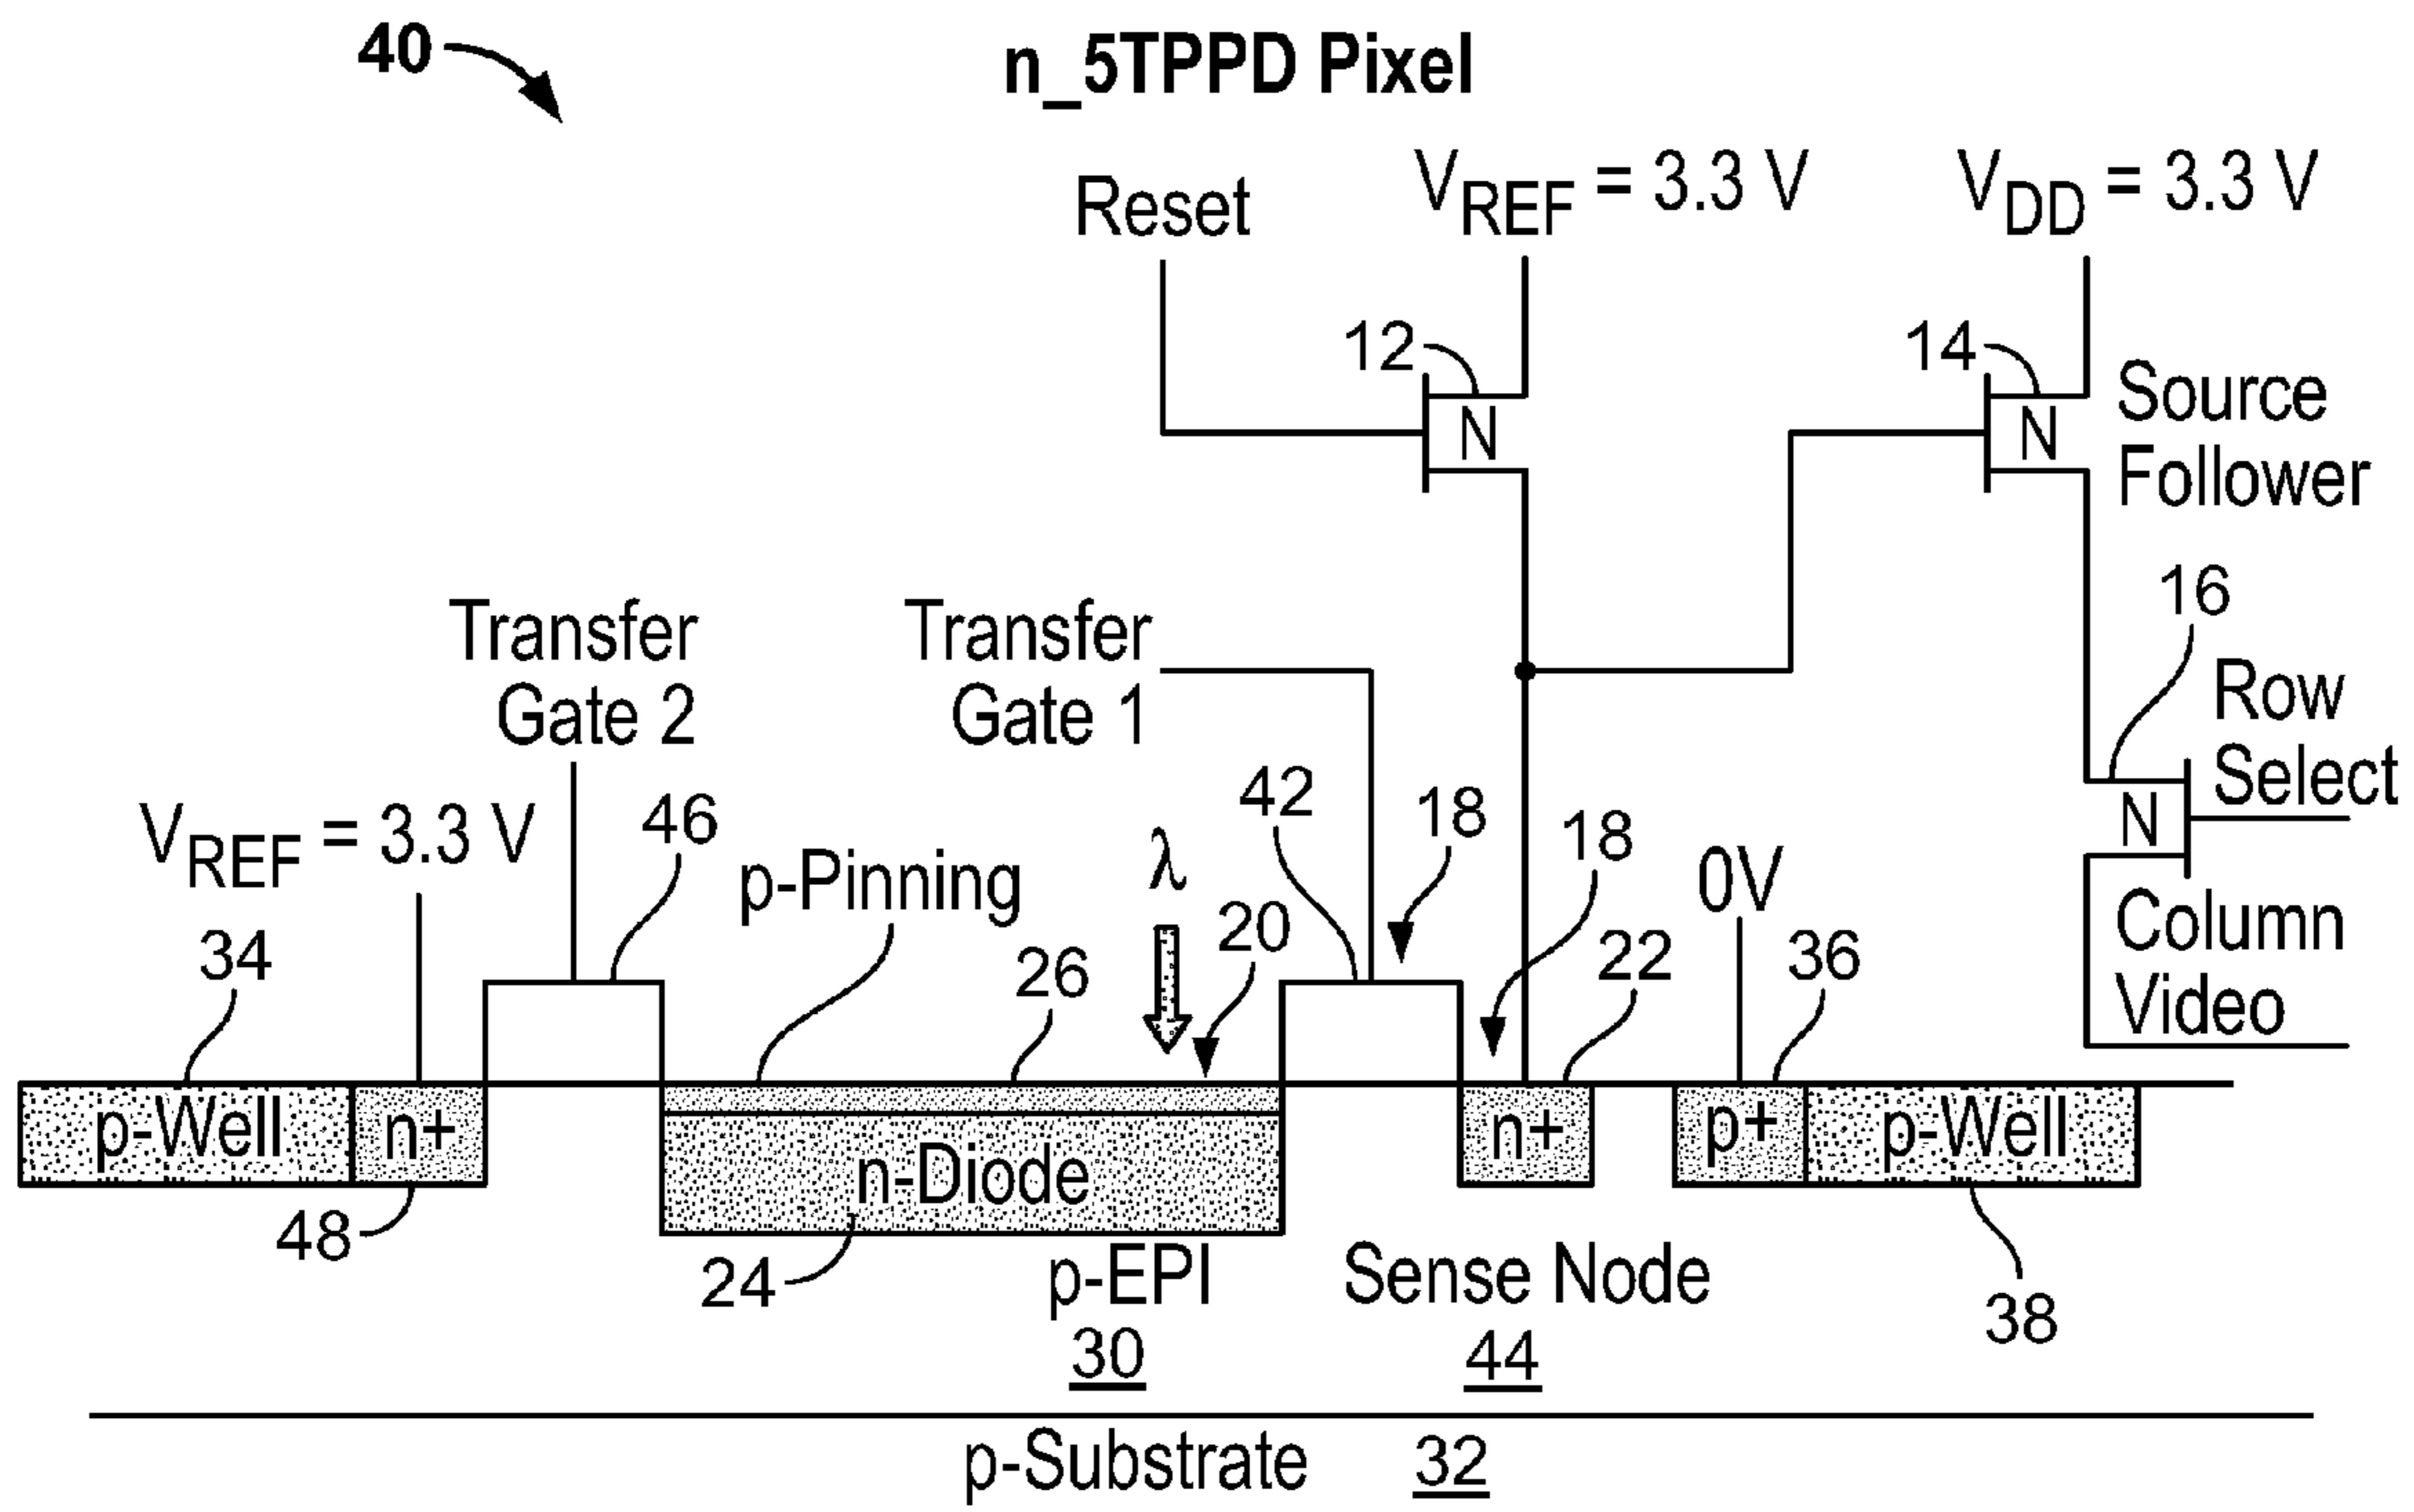 40
n_5TPPD Pixel
Reset
VREF = 3.3 V
VDD = 3.3 V
12
N
14
N
Source
Follower
16
Transfer
Gate 2
Transfer
Gate 1
Row
Select
N
VREF = 3.3 V
46
p-Pinning
λ
42
18
18
0V
Column
Video
34
26
20
22
36
p-Well
n+
n-Diode
n+
p+
p-Well
48
24
p-EPI
30
Sense Node
44
38
p-Substrate
32